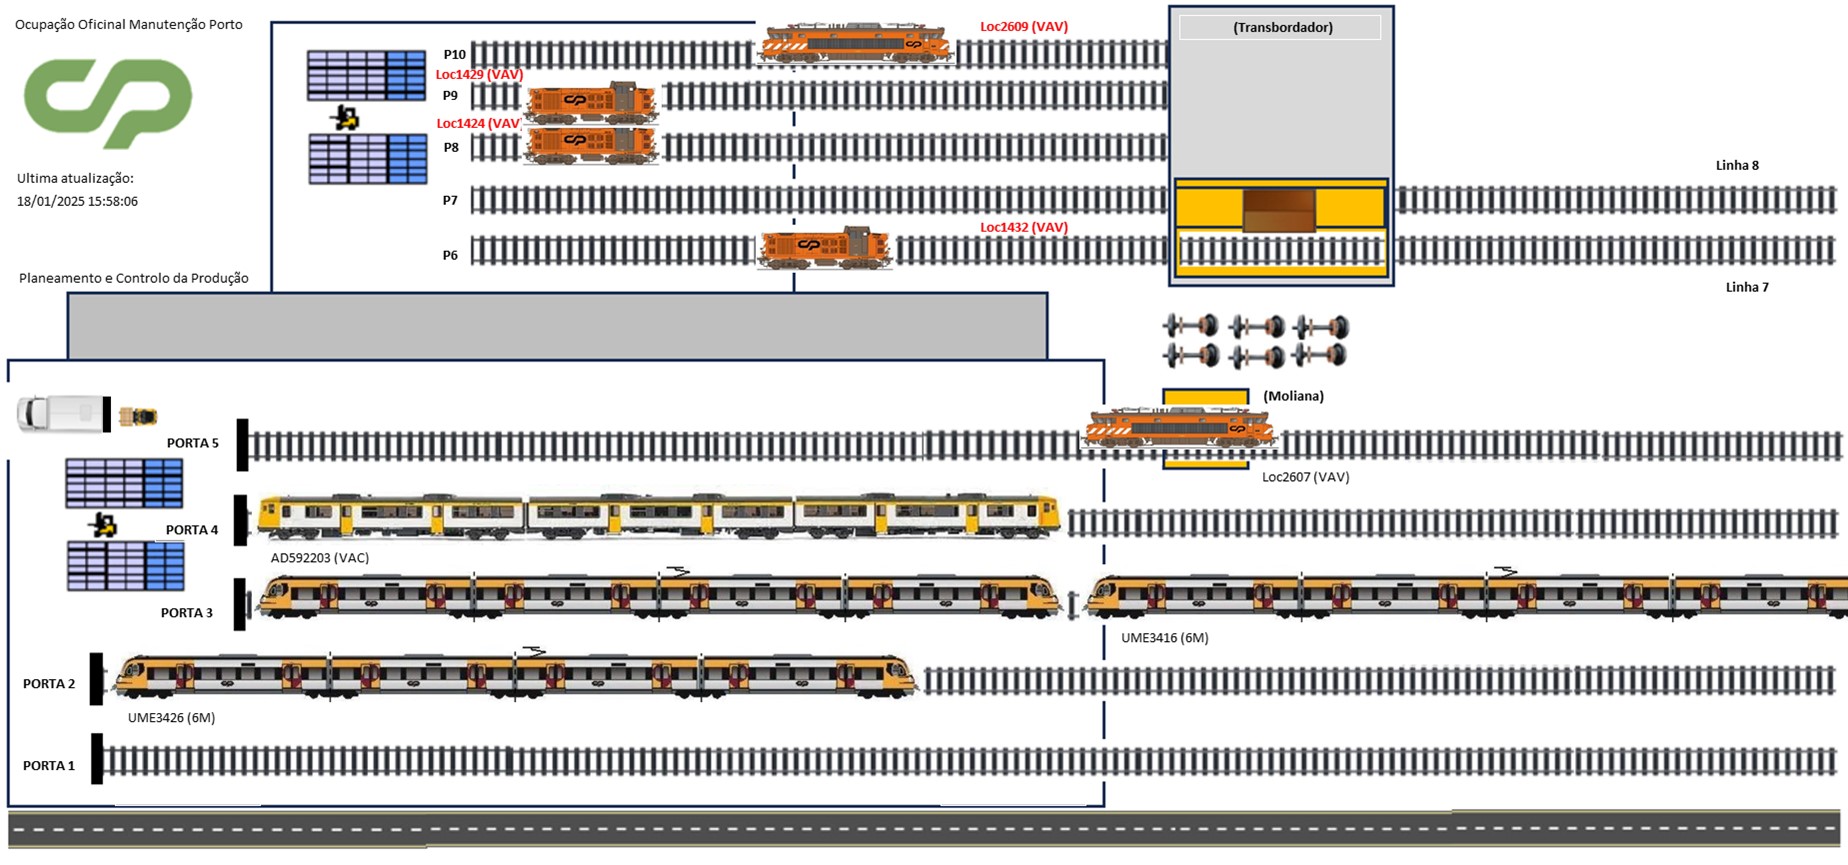 Ocupação Oficinal Manutenção Porto
Ultima atualização:
18/01/2025 15:58:06
Planeamento e Controlo da Produção
P10
Loc2609 (VAV)
(Transbordador)
Loc1429 (VAV)
P9
Loc1424 (VAV)
P8
P7
Linha 8
P6
Loc1432 (VAV)
Linha 7
(Moliana)
PORTA 5
Loc2607 (VAV)
PORTA 4
AD592203 (VAC)
PORTA 3
UME3416 (6M)
PORTA 2
UME3426 (6M)
PORTA 1